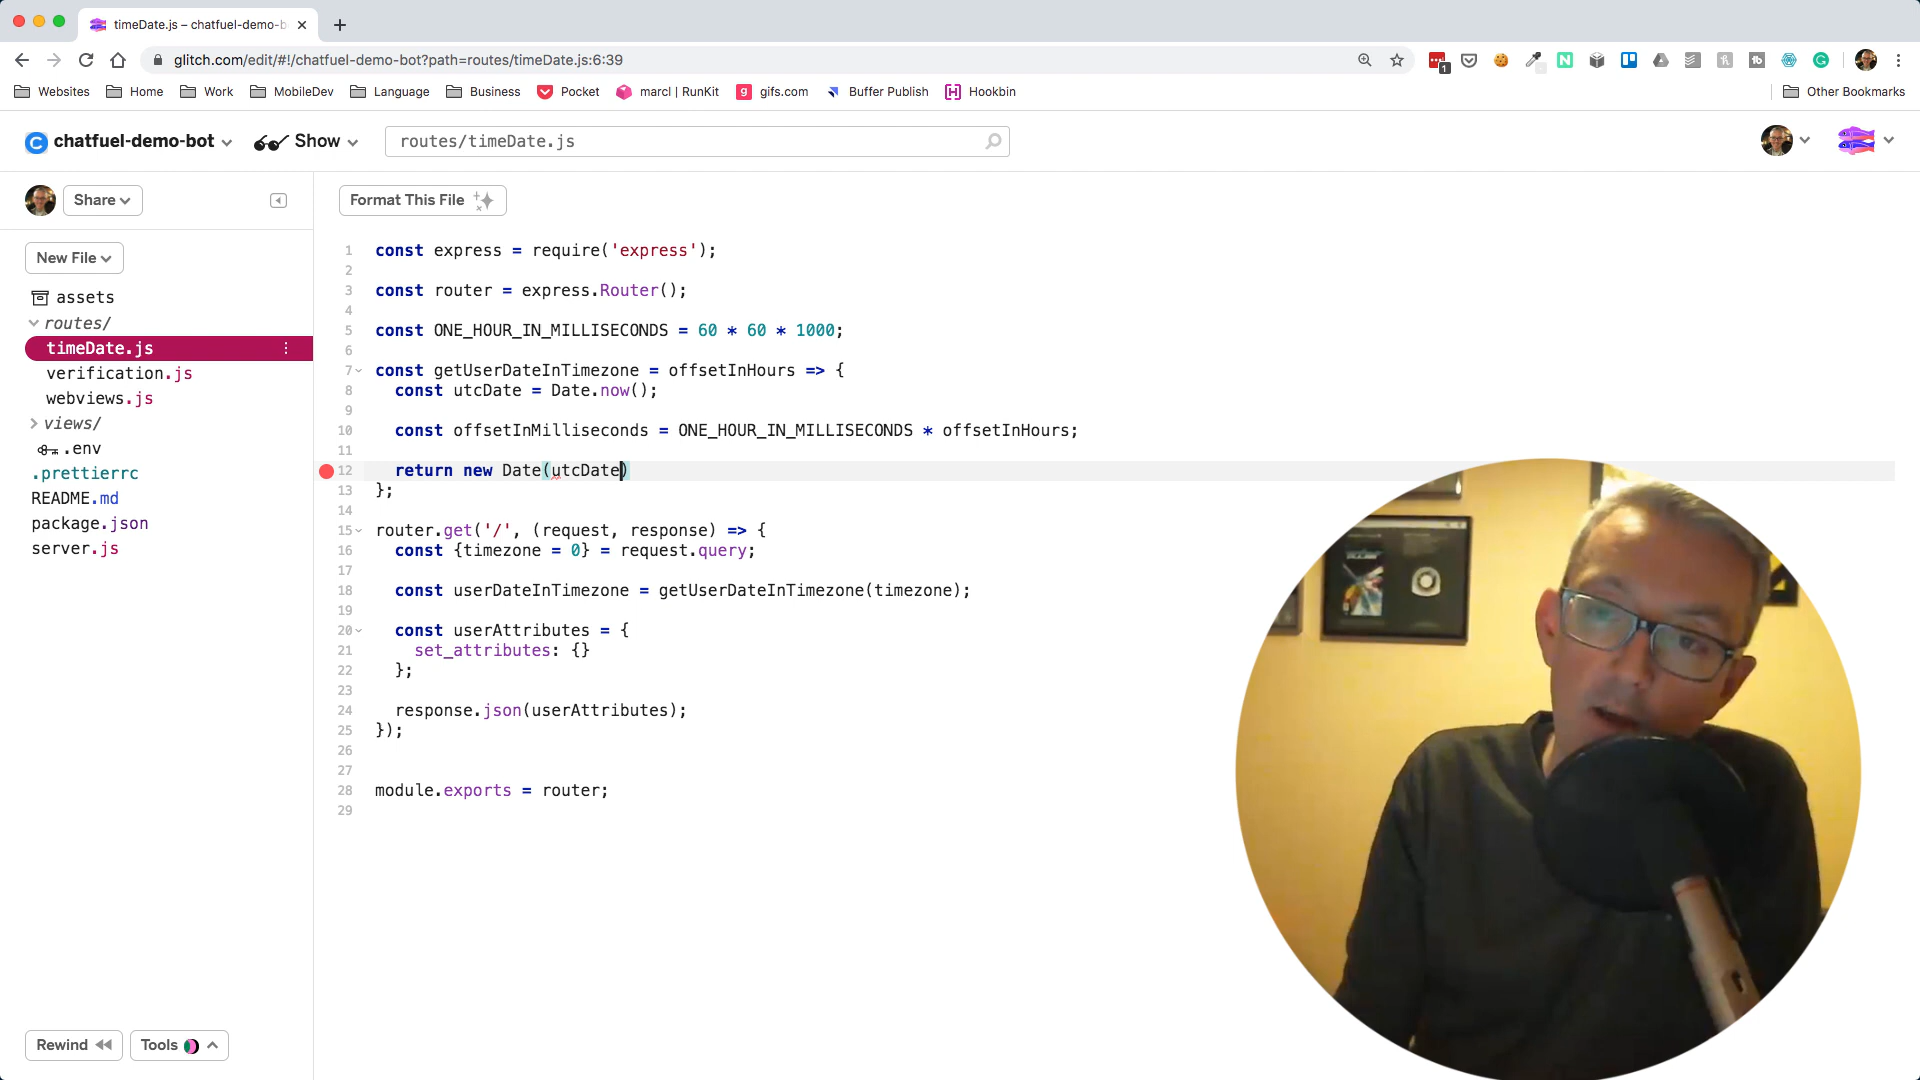 timeDate.js – chatfuel-demo-b
glitch.com/edit/#!/chatfuel-demo-bot?path=routes/timeDate.js:6:39
1
Websites Home Work MobileDev Language Business Pocket marcl | RunKit gifs.com Buffer Publish Hookbin Other Bookmarks
chatfuel-demo-bot Show routes/timeDate.js
Share
Format This File
New File
assets
routes/
timeDate.js
verification.js
webviews.js
views/
.env
.prettierrc
README.md
package.json
server.js
1 const express = require('express');
2
3 const router = express.Router();
4
5 const ONE_HOUR_IN_MILLISECONDS = 60 * 60 * 1000;
6
7 const getUserDateInTimezone = offsetInHours => {
8 const utcDate = Date.now();
9
10 const offsetInMilliseconds = ONE_HOUR_IN_MILLISECONDS * offsetInHours;
11
12 return new Date(utcDate)
13 };
14
15 router.get('/', (request, response) => {
16 const {timezone = 0} = request.query;
17
18 const userDateInTimezone = getUserDateInTimezone(timezone);
19
20 const userAttributes = {
21 set_attributes: {}
22 };
23
24 response.json(userAttributes);
25 });
26
27
28 module.exports = router;
29
Rewind Tools